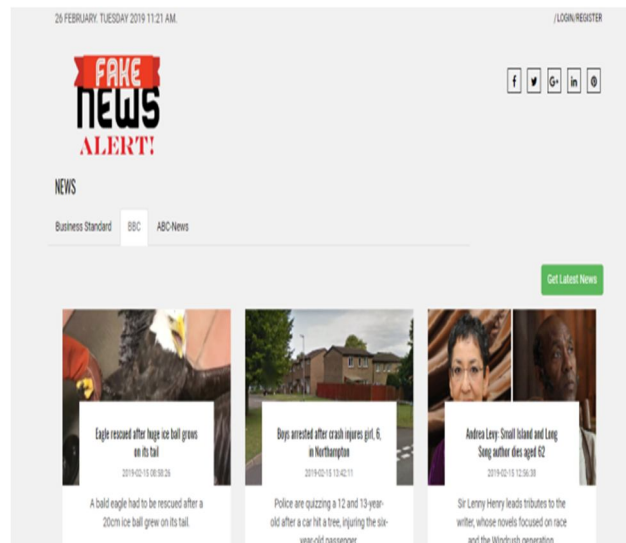 26 FEBRUARY. TUESDAY 2019 11:21 AM.
/LOGIN/REGISTER
FAKE
NEWS
ALERT!
f G+ in
NEWS
Business Standard BBC ABC-News
Get Latest News
Eagle rescued after huge ice ball grows
on its tail
2019-02-15 08:58:26
A bald eagle had to be rescued after a
20cm ice ball grew on its tail.
Boys arrested after crash injures girl, 6,
in Northampton
2019-02-15 13:42:11
Police are quizzing a 12 and 13-year-
old after a car hit a tree, injuring the six-
year-old passenger
Andrea Levy: Small Island and Long
Song author dies aged 62
2019-02-15 12:56:38
Sir Lenny Henry leads tributes to the
writer, whose novels focused on race
and the Windrush generation